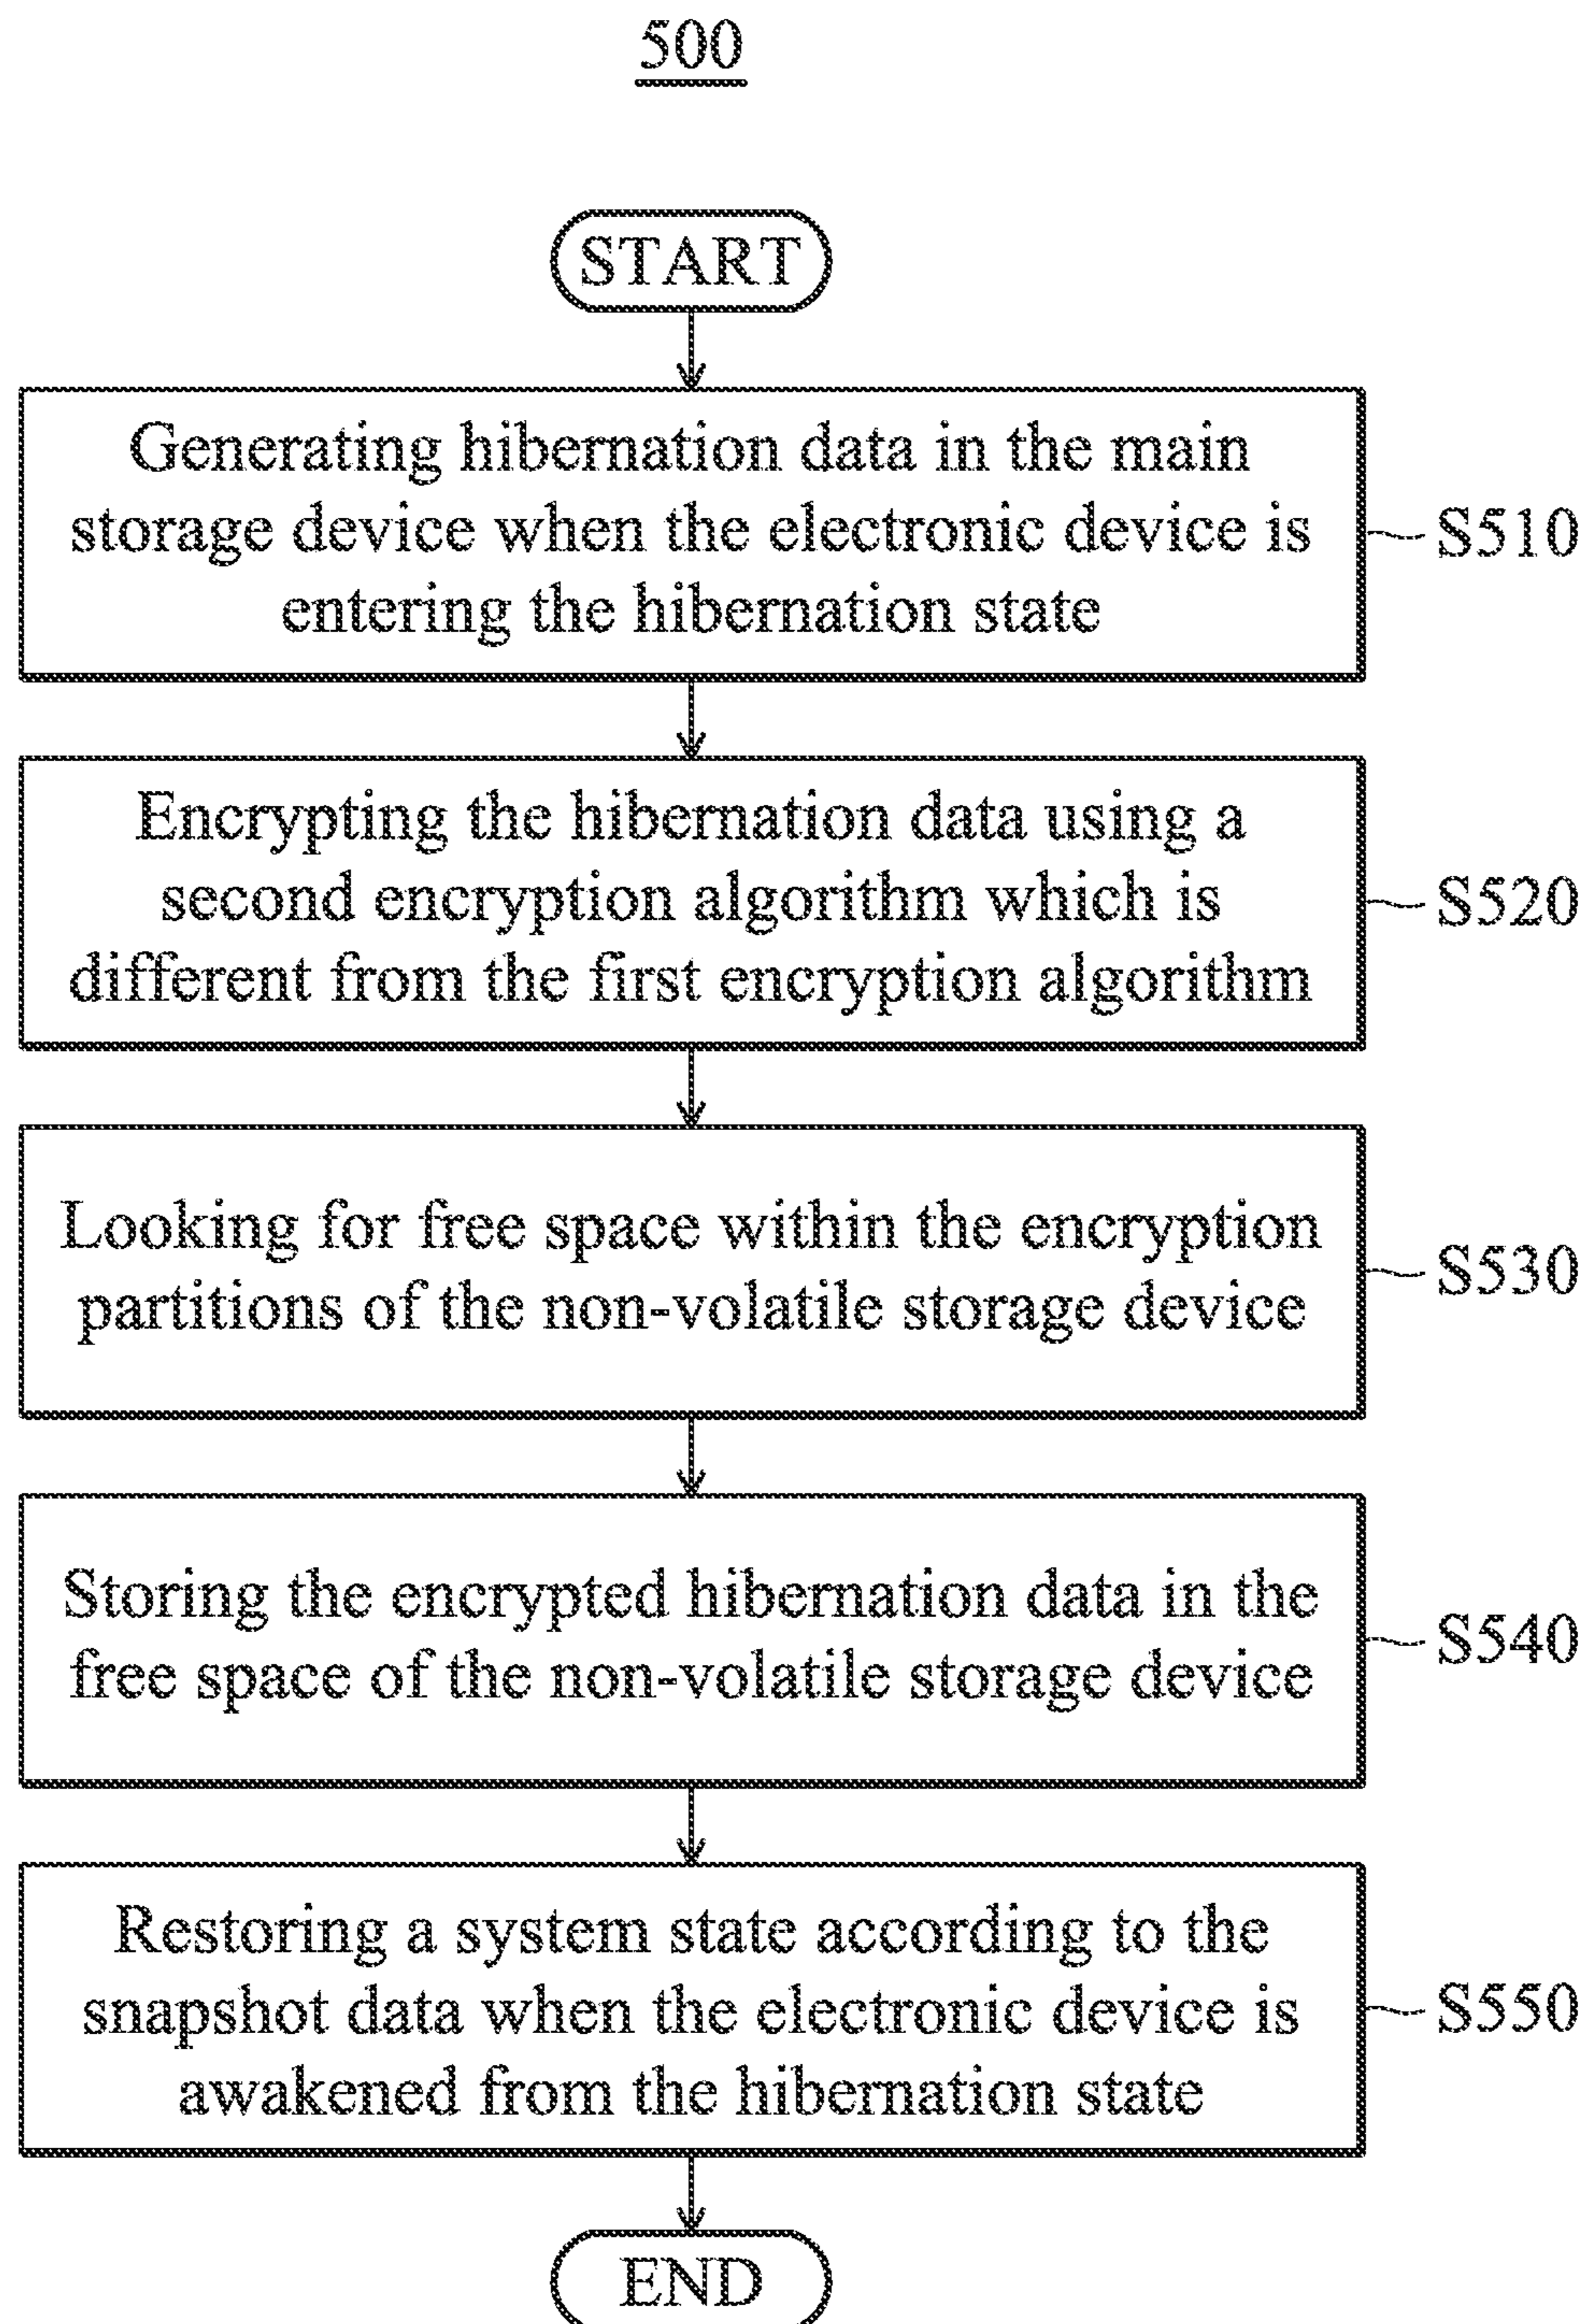 500
START
Generating hibernation data in the main
storage device when the electronic device is
entering the hibernation state
S510
Encrypting the hibernation data using a
second encryption algorithm which is
different from the first encryption algorithm
S520
Looking for free space within the encryption
partitions of the non-volatile storage device
S530
Storing the encrypted hibernation data in the
free space of the non-volatile storage device
S540
Restoring a system state according to the
snapshot data when the electronic device is
awakened from the hibernation state
S550
END